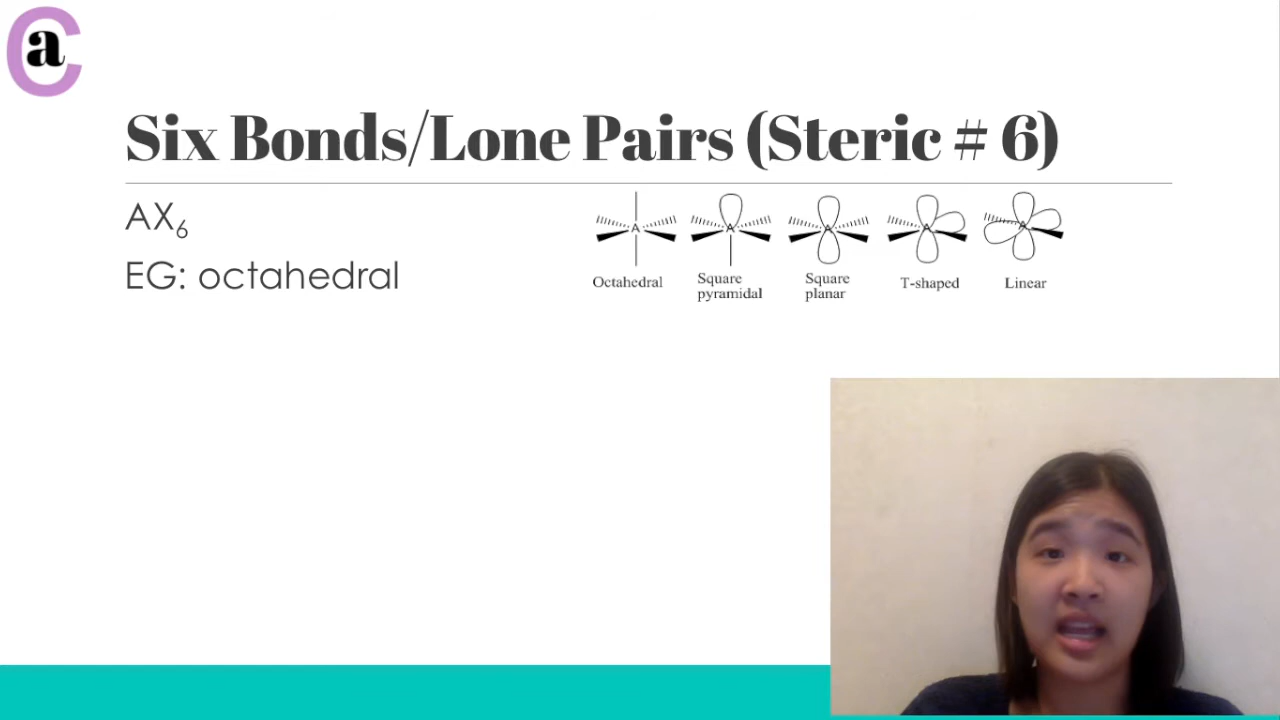 a C
Six Bonds/Lone Pairs (Steric # 6)
AX₆
EG: octahedral
A A A A A
Octahedral Square pyramidal Square planar T-shaped Linear